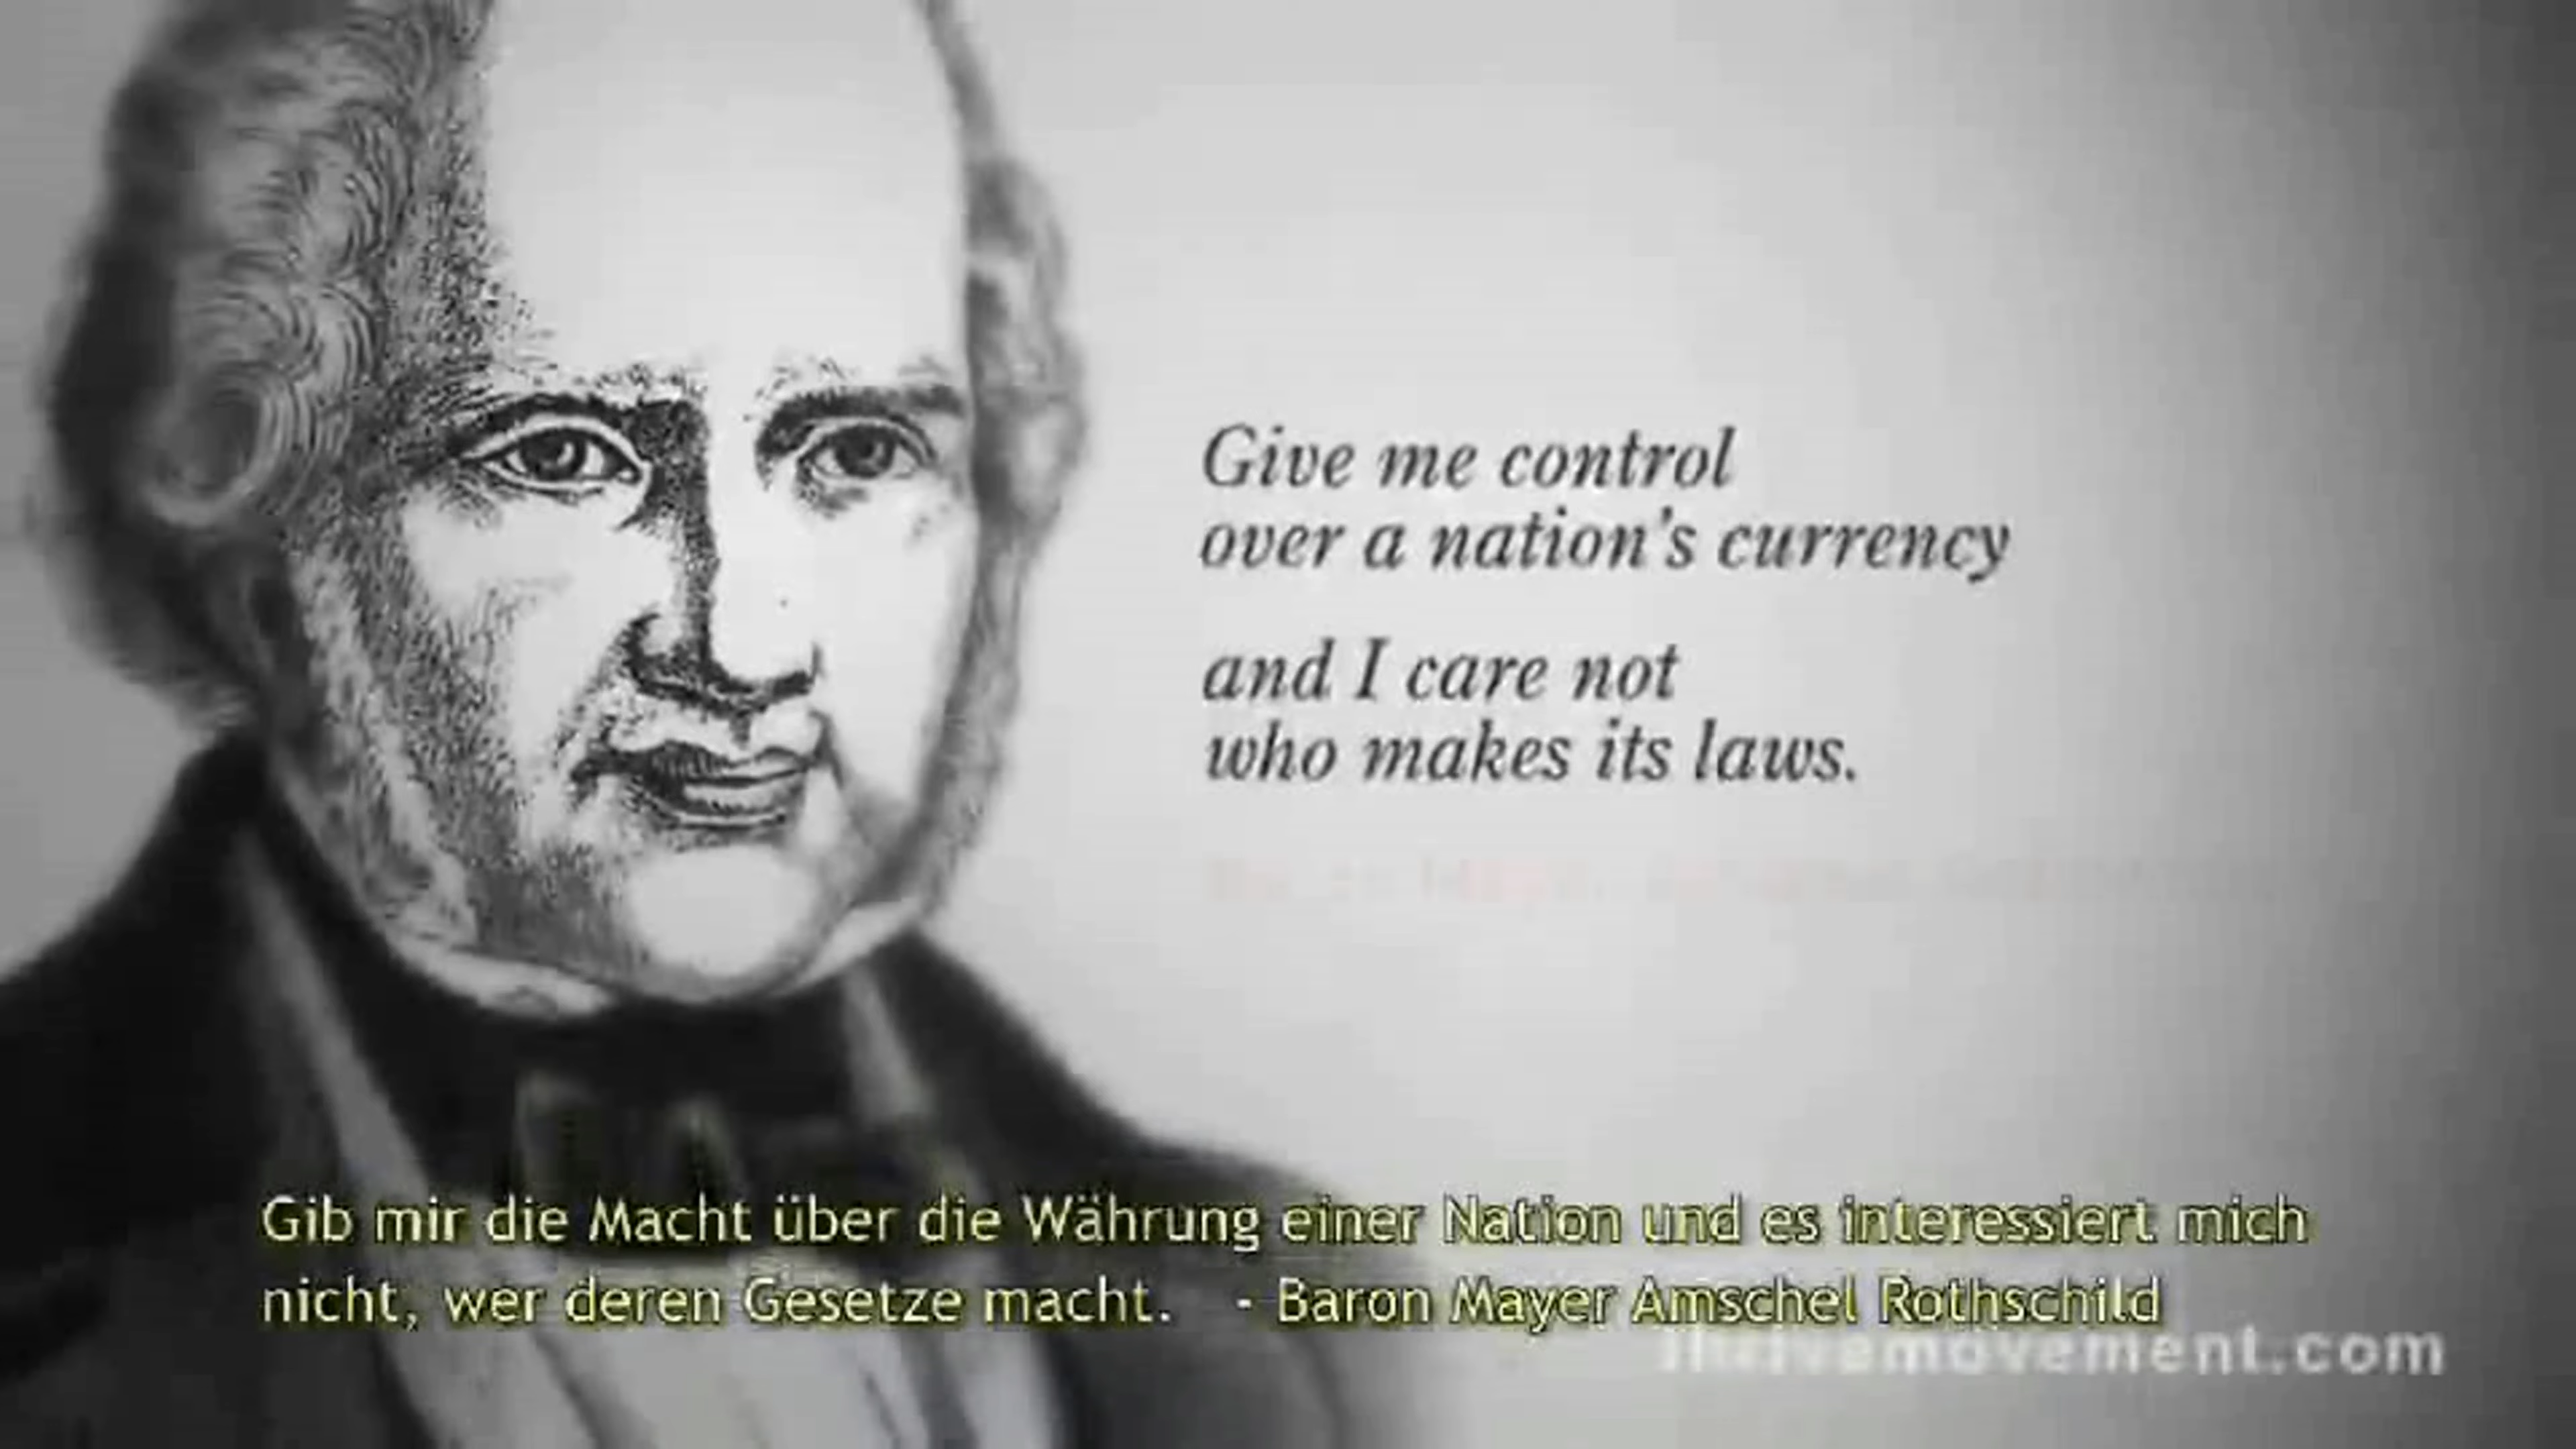 Give me control
over a nation's currency
and I care not
who makes its laws.
Gib mir die Macht über die Währung einer Nation und es interessiert mich
nicht, wer deren Gesetze macht. - Baron Mayer Amschel Rothschild
thrivemovement.com